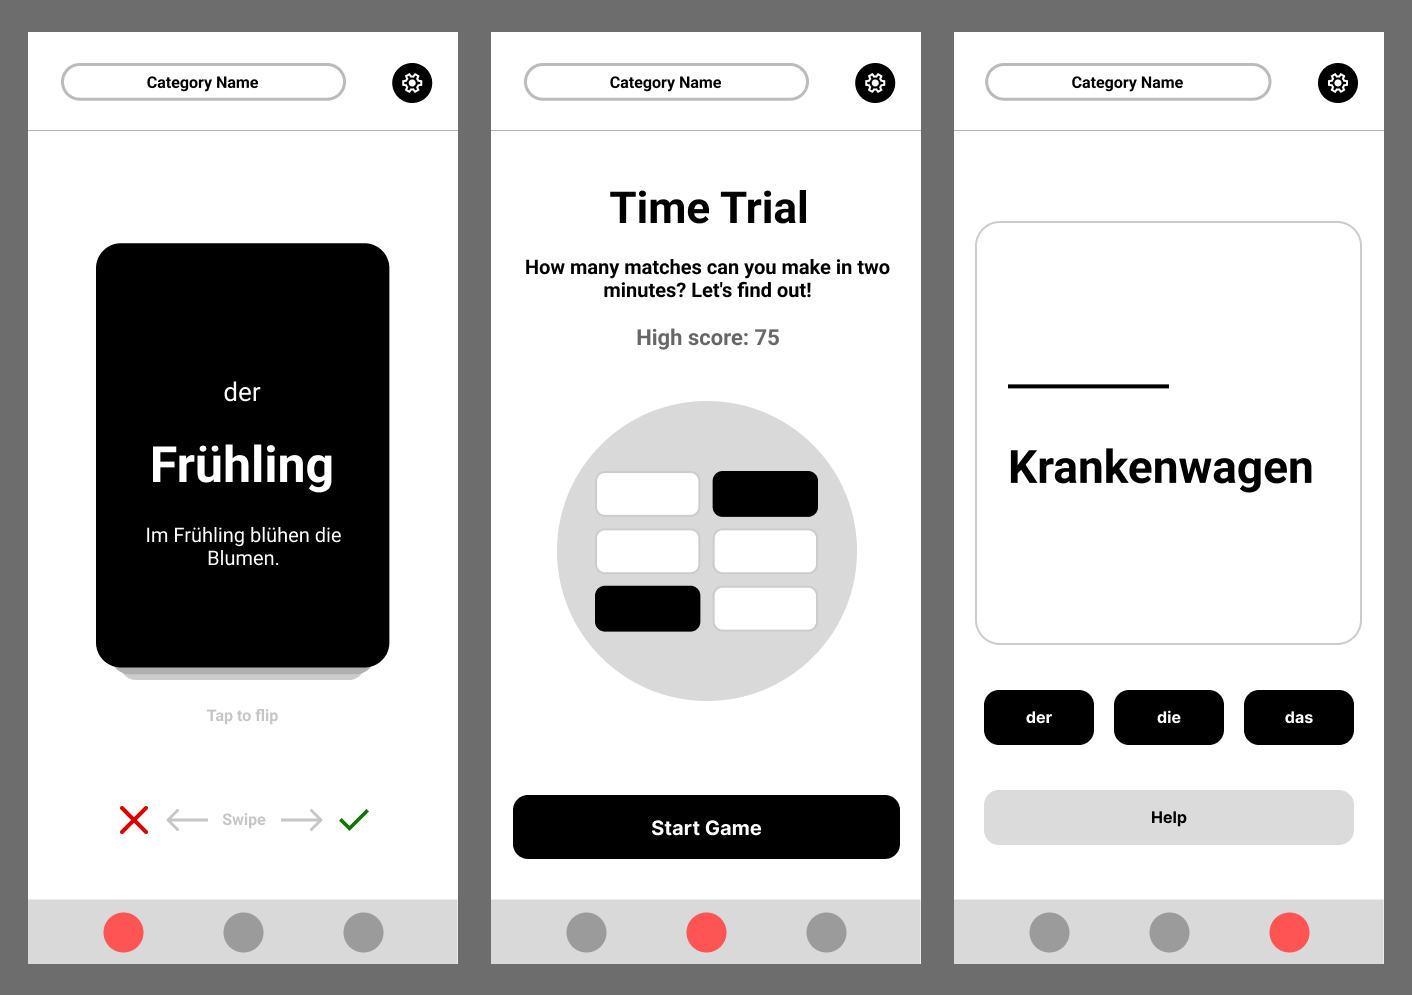 Category Name
der
Frühling
Im Frühling blühen die
Blumen.
Tap to flip
Swipe
Category Name
Time Trial
How many matches can you make in two
minutes? Let's find out!
High score: 75
Start Game
Category Name
Krankenwagen
der
die
das
Help